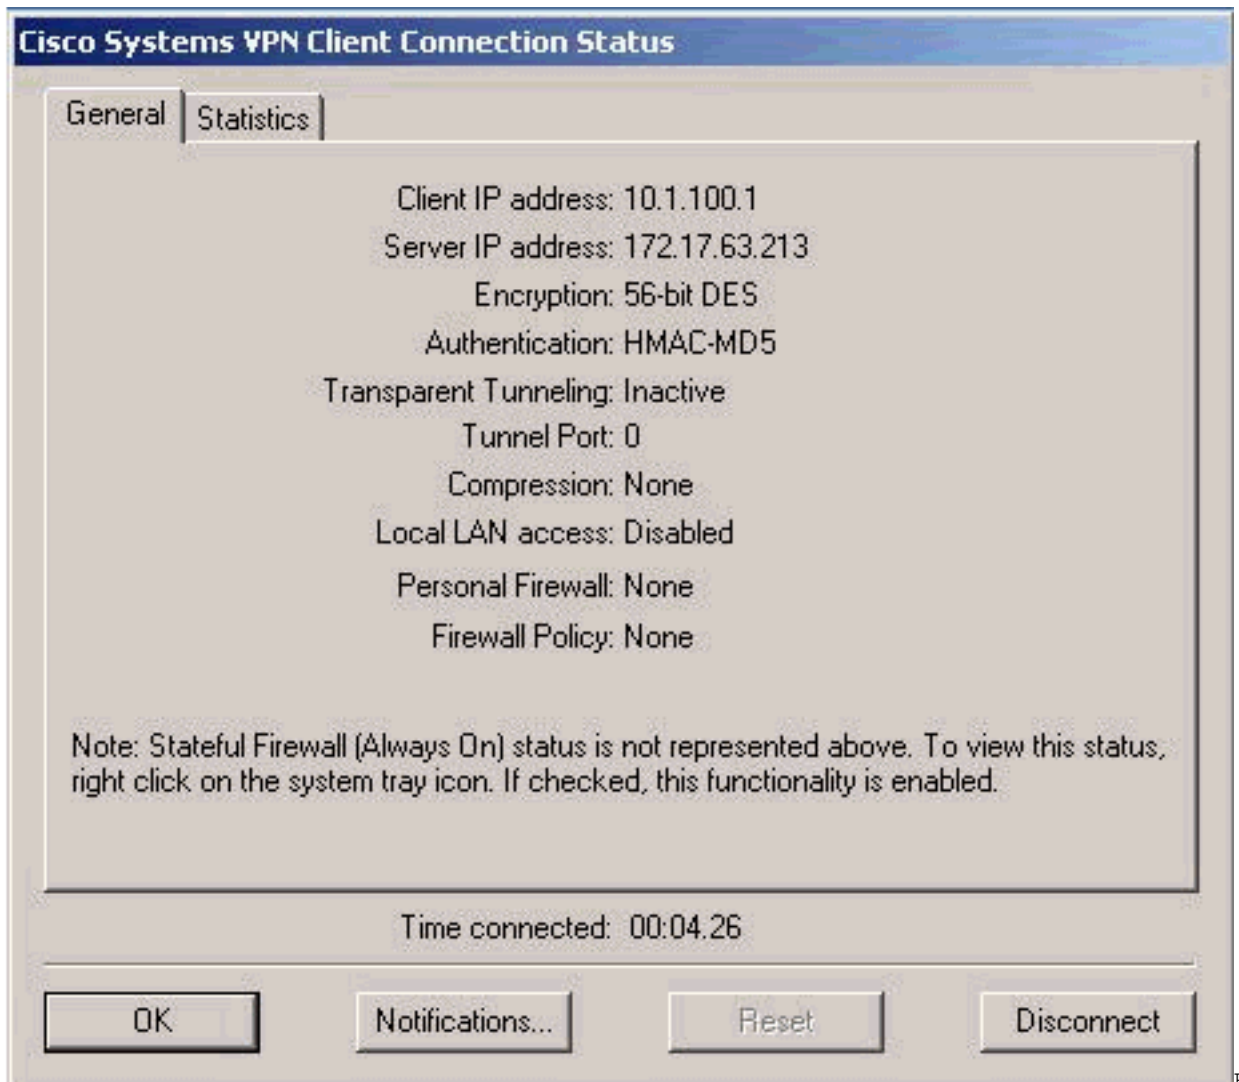 Cisco Systems VPN Client Connection Status
General
Statistics
Client IP address: 10.1.100.1
Server IP address: 172.17.63.213
Encryption: 56-bit DES
Authentication: HMAC-MD5
Transparent Tunneling: Inactive
Tunnel Port: 0
Compression: None
Local LAN access: Disabled
Personal Firewall: None
Firewall Policy: None
Note: Stateful Firewall (Always On) status is not represented above. To view this status,
right click on the system tray icon. If checked, this functionality is enabled.
Time connected: 00:04.26
OK
Notifications...
Reset
Disconnect